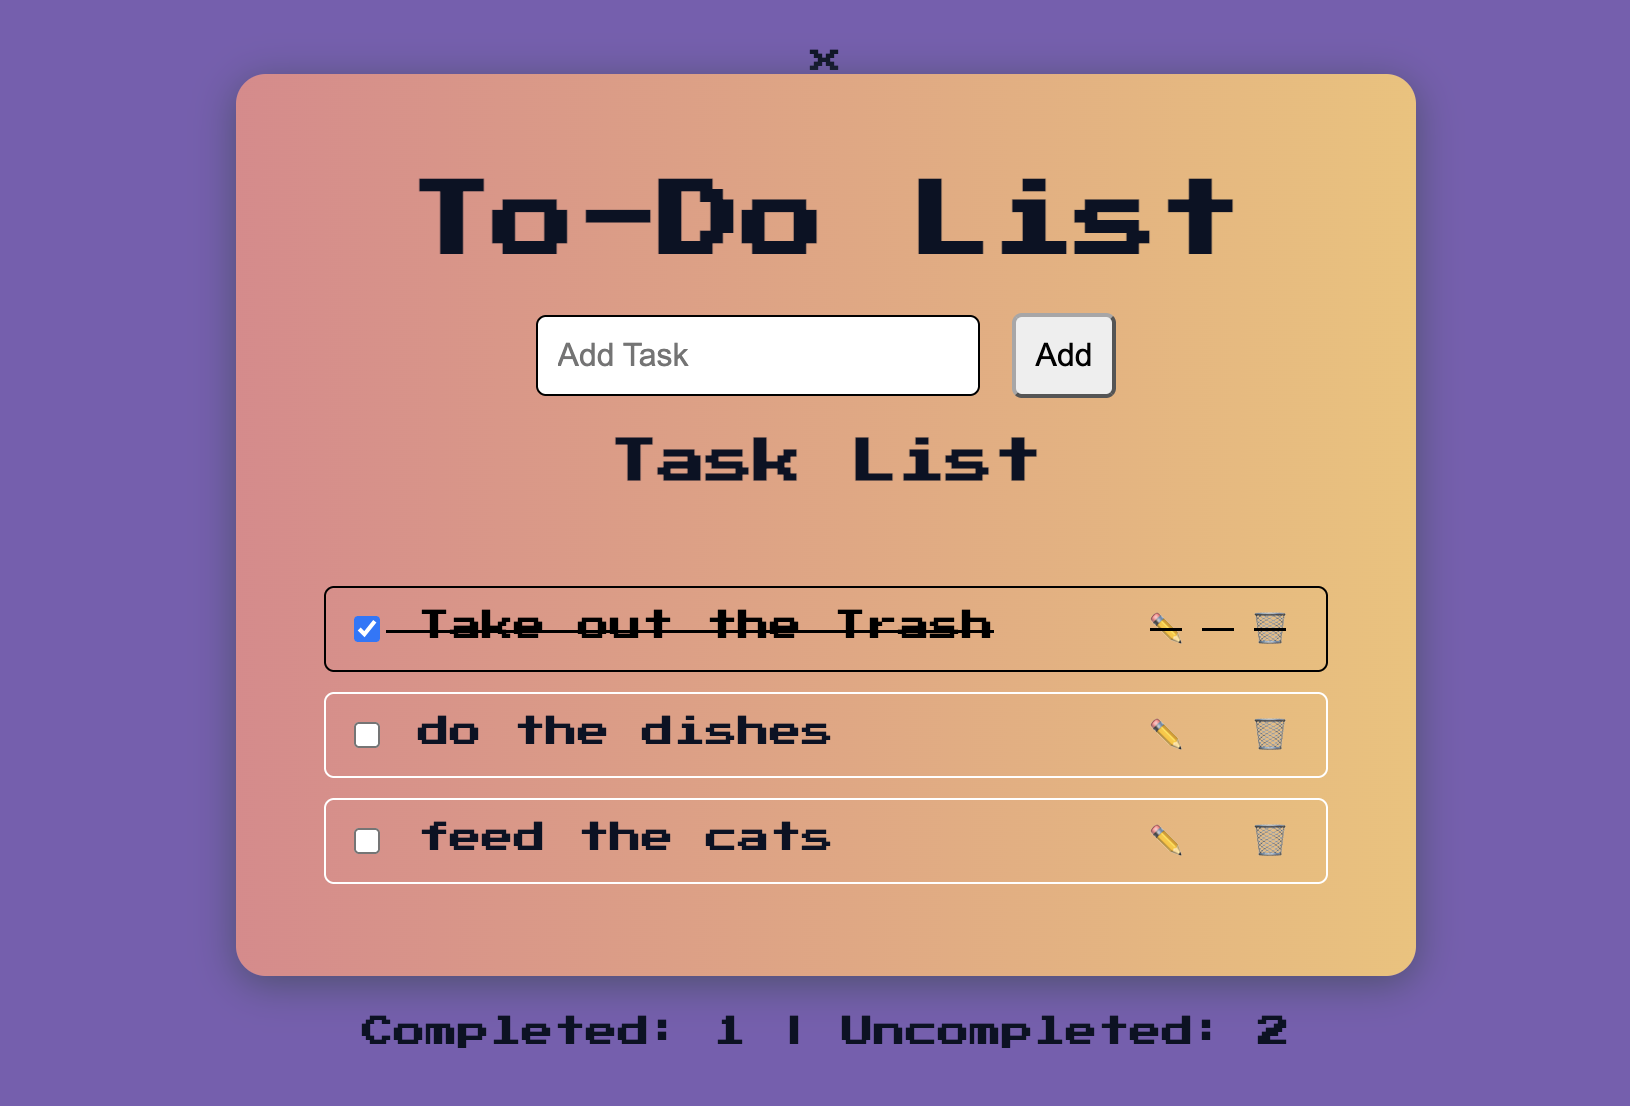 x
To-Do List
Add Task
Add
Task List
Take out the Trash
do the dishes
feed the cats
Completed: 1 | Uncompleted: 2